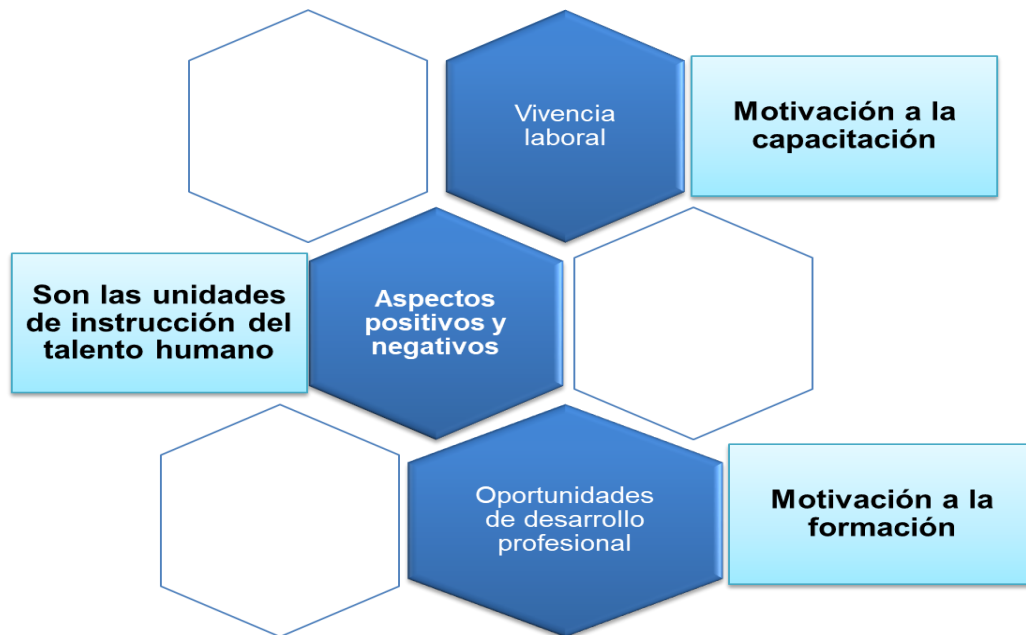 Vivencia
laboral
Motivación a la
capacitación
Son las unidades
de instrucción del
talento humano
Aspectos
positivos y
negativos
Oportunidades
de desarrollo
profesional
Motivación a la
formación